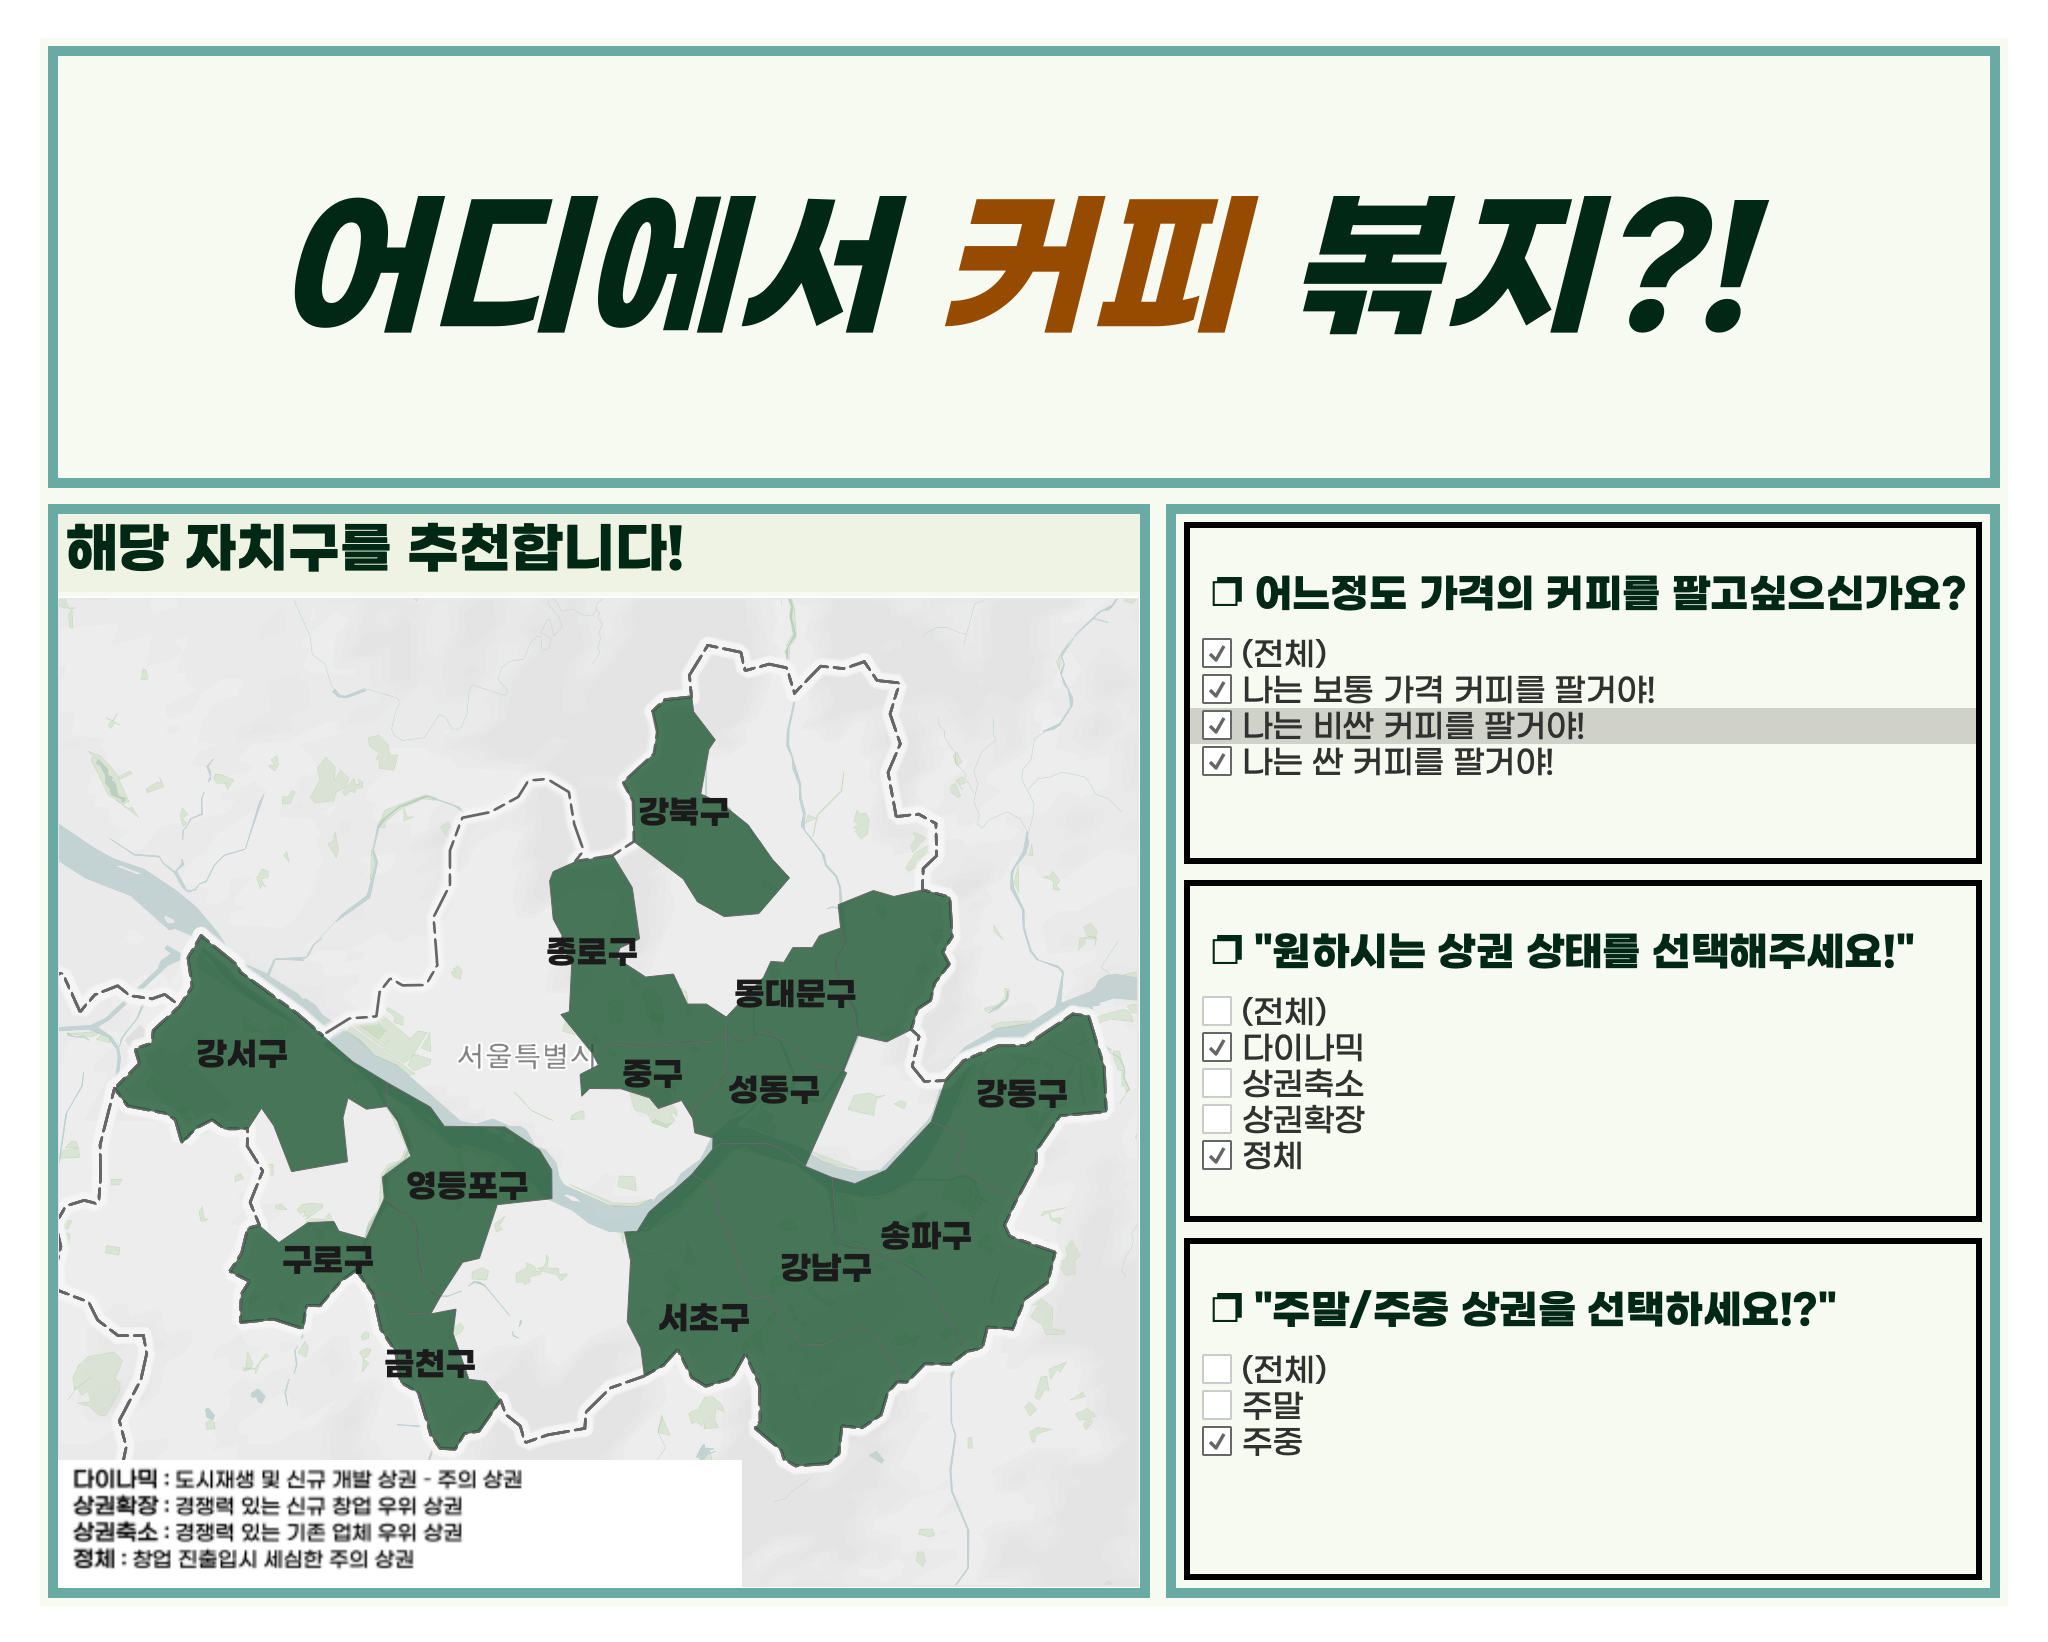 어디에서 커피 볶지?!
해당 자치구를 추천합니다!
강북구
종로구
동대문구
강서구
서울특별시
중구
성동구
강동구
영등포구
송파구
구로구
강남구
서초구
금천구
다이나믹 : 도시재생 및 신규 개발 상권 - 주의 상권
상권확장 : 경쟁력 있는 신규 창업 우위 상권
상권축소 : 경쟁력 있는 기존 업체 우위 상권
정체 : 창업 진출입시 세심한 주의 상권
❐ 어느정도 가격의 커피를 팔고싶으신가요?
(전체)
나는 보통 가격 커피를 팔거야!
나는 비싼 커피를 팔거야!
나는 싼 커피를 팔거야!
❐ "원하시는 상권 상태를 선택해주세요!"
(전체)
다이나믹
상권축소
상권확장
정체
❐ "주말/주중 상권을 선택하세요!?"
(전체)
주말
주중